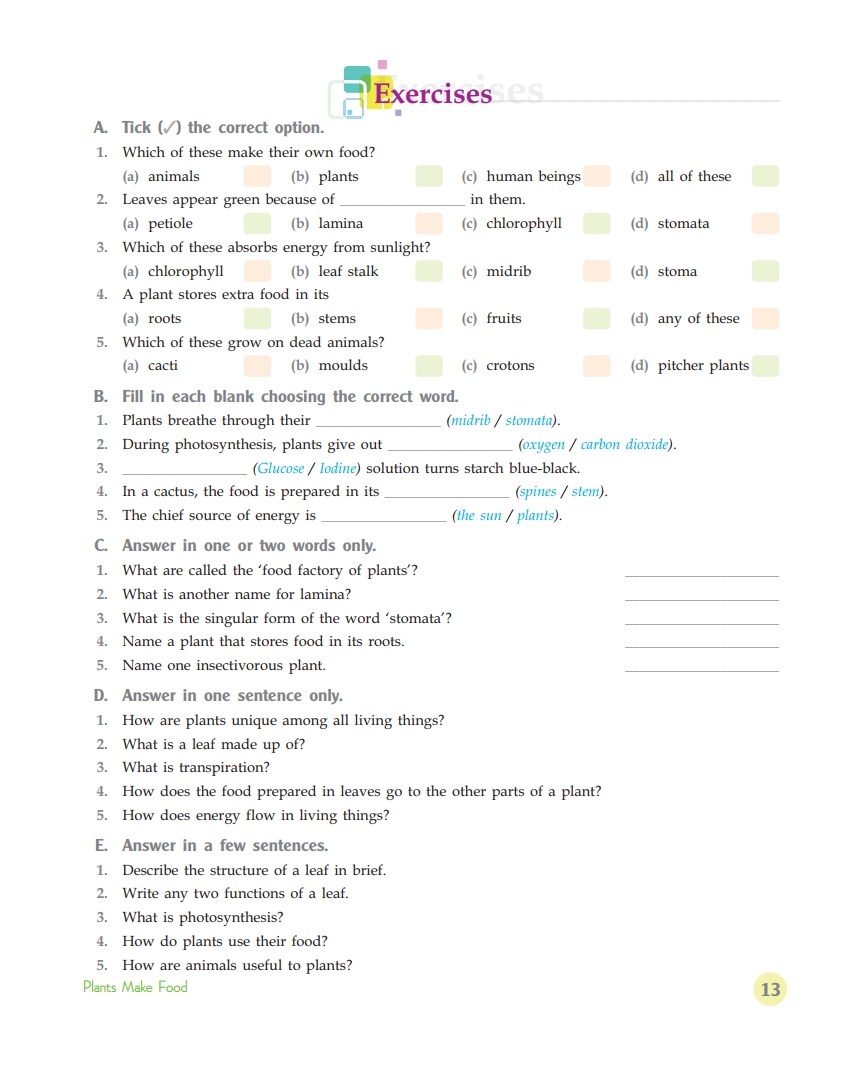 Exercises
A. Tick (✓) the correct option.
1. Which of these make their own food?
(a) animals (b) plants (c) human beings (d) all of these
2. Leaves appear green because of _________________ in them.
(a) petiole (b) lamina (c) chlorophyll (d) stomata
3. Which of these absorbs energy from sunlight?
(a) chlorophyll (b) leaf stalk (c) midrib (d) stoma
4. A plant stores extra food in its
(a) roots (b) stems (c) fruits (d) any of these
5. Which of these grow on dead animals?
(a) cacti (b) moulds (c) crotons (d) pitcher plants
B. Fill in each blank choosing the correct word.
1. Plants breathe through their _________________ (midrib / stomata).
2. During photosynthesis, plants give out _________________ (oxygen / carbon dioxide).
3. _________________ (Glucose / Iodine) solution turns starch blue-black.
4. In a cactus, the food is prepared in its _________________ (spines / stem).
5. The chief source of energy is _________________ (the sun / plants).
C. Answer in one or two words only.
1. What are called the ‘food factory of plants’? _____________________
2. What is another name for lamina? _____________________
3. What is the singular form of the word ‘stomata’? _____________________
4. Name a plant that stores food in its roots. _____________________
5. Name one insectivorous plant. _____________________
D. Answer in one sentence only.
1. How are plants unique among all living things?
2. What is a leaf made up of?
3. What is transpiration?
4. How does the food prepared in leaves go to the other parts of a plant?
5. How does energy flow in living things?
E. Answer in a few sentences.
1. Describe the structure of a leaf in brief.
2. Write any two functions of a leaf.
3. What is photosynthesis?
4. How do plants use their food?
5. How are animals useful to plants?
Plants Make Food 13